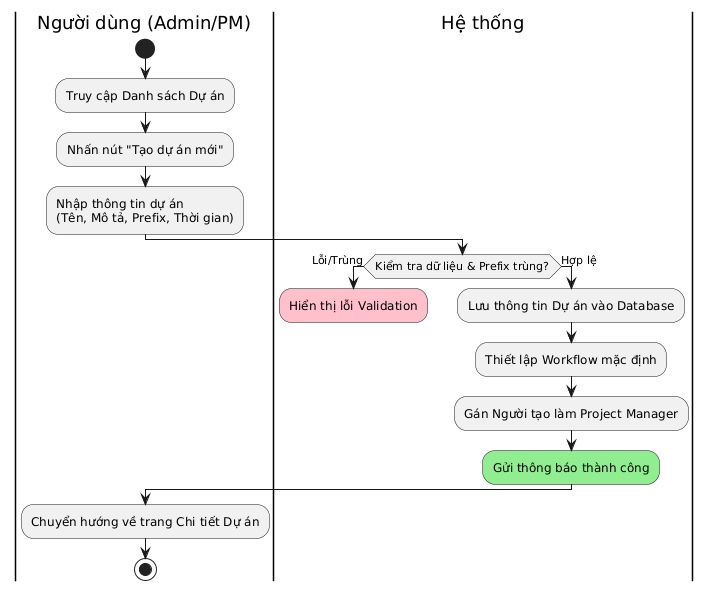 Người dùng (Admin/PM)
Hệ thống
Truy cập Danh sách Dự án
Nhấn nút "Tạo dự án mới"
Nhập thông tin dự án
(Tên, Mô tả, Prefix, Thời gian)
Lỗi/Trùng
Kiểm tra dữ liệu & Prefix trùng?
Hợp lệ
Hiển thị lỗi Validation
Lưu thông tin Dự án vào Database
Thiết lập Workflow mặc định
Gán Người tạo làm Project Manager
Gửi thông báo thành công
Chuyển hướng về trang Chi tiết Dự án